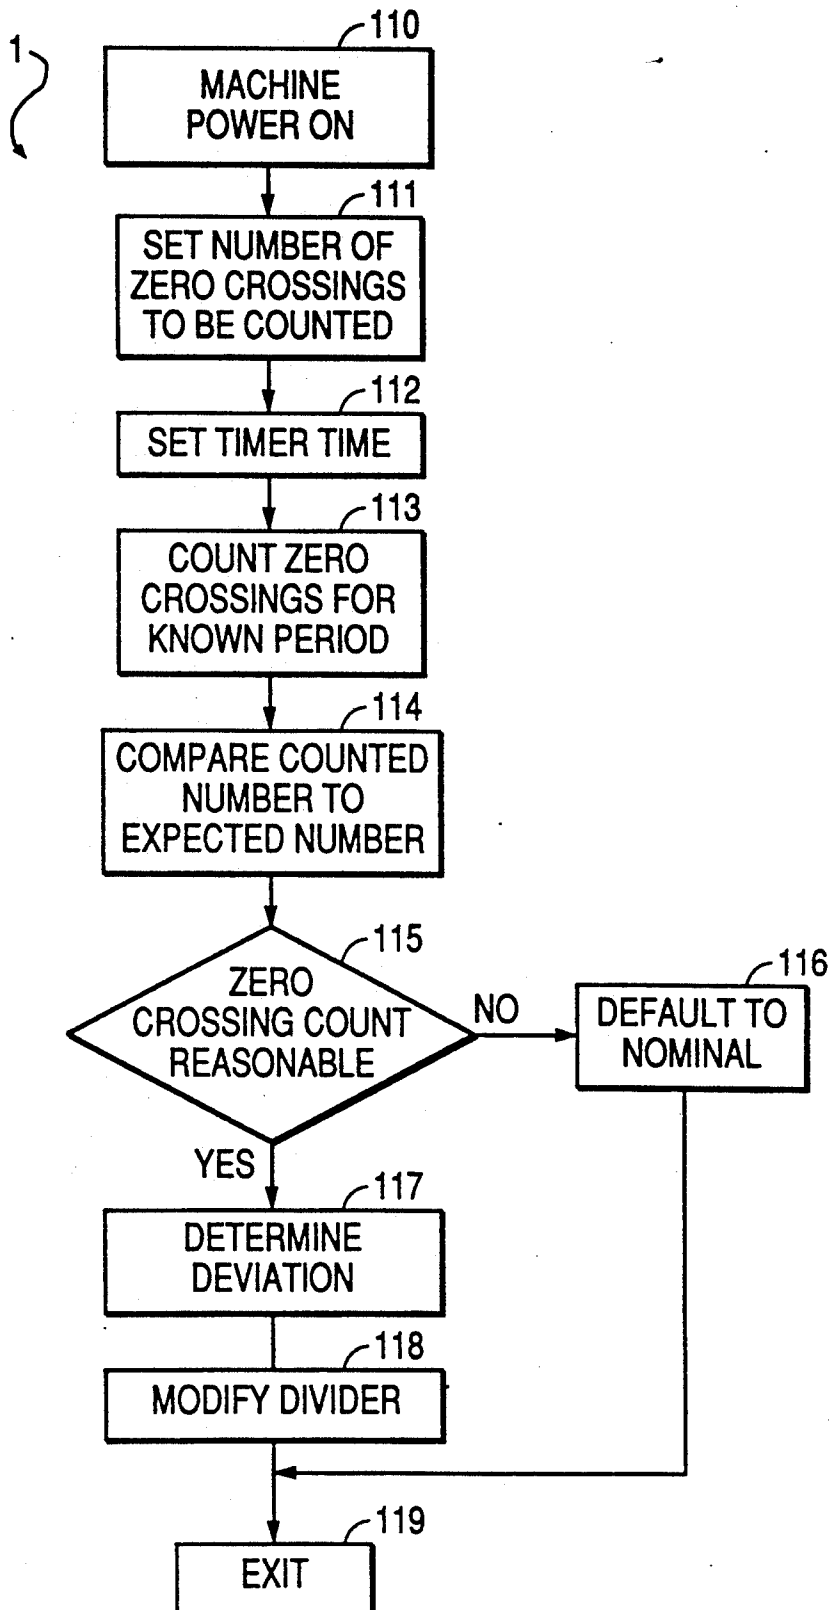 1
110
MACHINE
POWER ON
111
SET NUMBER OF
ZERO CROSSINGS
TO BE COUNTED
112
SET TIMER TIME
113
COUNT ZERO
CROSSINGS FOR
KNOWN PERIOD
114
COMPARE COUNTED
NUMBER TO
EXPECTED NUMBER
115
ZERO
CROSSING COUNT
REASONABLE
NO
116
DEFAULT TO
NOMINAL
YES
117
DETERMINE
DEVIATION
118
MODIFY DIVIDER
119
EXIT